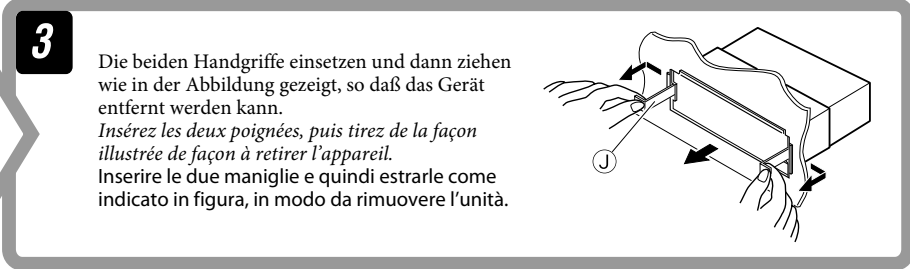 3
Die beiden Handgriffe einsetzen und dann ziehen
wie in der Abbildung gezeigt, so daß das Gerät
entfernt werden kann.
Insérez les deux poignées, puis tirez de la façon
illustrée de façon à retirer l'appareil.
Inserire le due maniglie e quindi estrarle come
indicato in figura, in modo da rimuovere l'unità.
J